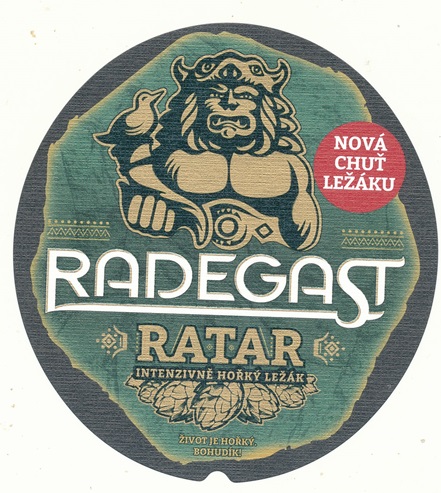 NOVÁ
CHUŤ
LEŽÁKU
RADEGAST
RATAR
INTENZIVNĚ HOŘKÝ LEŽÁK
ŽIVOT JE HOŘKÝ.
BOHUDÍK!